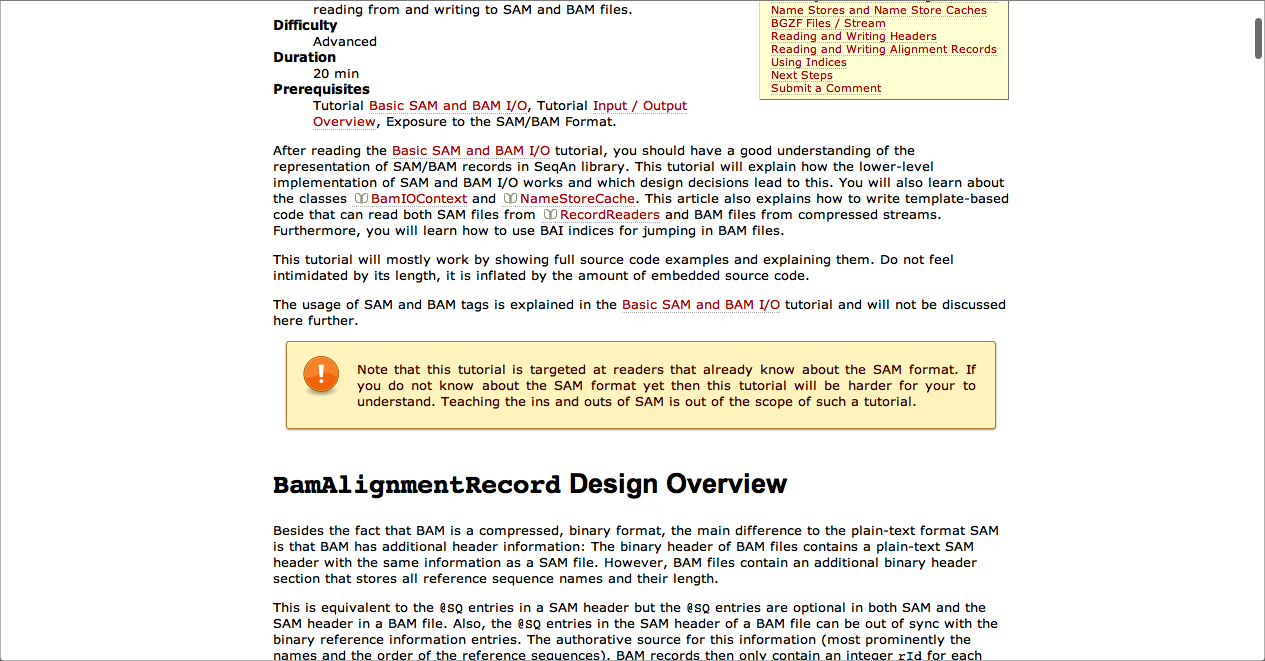 reading from and writing to SAM and BAM files.
Difficulty
Advanced
Duration
20 min
Prerequisites
Tutorial Basic SAM and BAM I/O, Tutorial Input / Output
Overview, Exposure to the SAM/BAM Format.
Name Stores and Name Store Caches
BGZF Files / Stream
Reading and Writing Headers
Reading and Writing Alignment Records
Using Indices
Next Steps
Submit a Comment
After reading the Basic SAM and BAM I/O tutorial, you should have a good understanding of the
representation of SAM/BAM records in SeqAn library. This tutorial will explain how the lower-level
implementation of SAM and BAM I/O works and which design decisions lead to this. You will also learn about
the classes BamIOContext and NameStoreCache. This article also explains how to write template-based
code that can read both SAM files from RecordReaders and BAM files from compressed streams.
Furthermore, you will learn how to use BAI indices for jumping in BAM files.
This tutorial will mostly work by showing full source code examples and explaining them. Do not feel
intimidated by its length, it is inflated by the amount of embedded source code.
The usage of SAM and BAM tags is explained in the Basic SAM and BAM I/O tutorial and will not be discussed
here further.
Note that this tutorial is targeted at readers that already know about the SAM format. If
you do not know about the SAM format yet then this tutorial will be harder for your to
understand. Teaching the ins and outs of SAM is out of the scope of such a tutorial.
BamAlignmentRecord Design Overview
Besides the fact that BAM is a compressed, binary format, the main difference to the plain-text format SAM
is that BAM has additional header information: The binary header of BAM files contains a plain-text SAM
header with the same information as a SAM file. However, BAM files contain an additional binary header
section that stores all reference sequence names and their length.
This is equivalent to the @SQ entries in a SAM header but the @SQ entries are optional in both SAM and the
SAM header in a BAM file. Also, the @SQ entries in the SAM header of a BAM file can be out of sync with the
binary reference information entries. The authorative source for this information (most prominently the
names and the order of the reference sequences). BAM records then only contain an integer rId for each